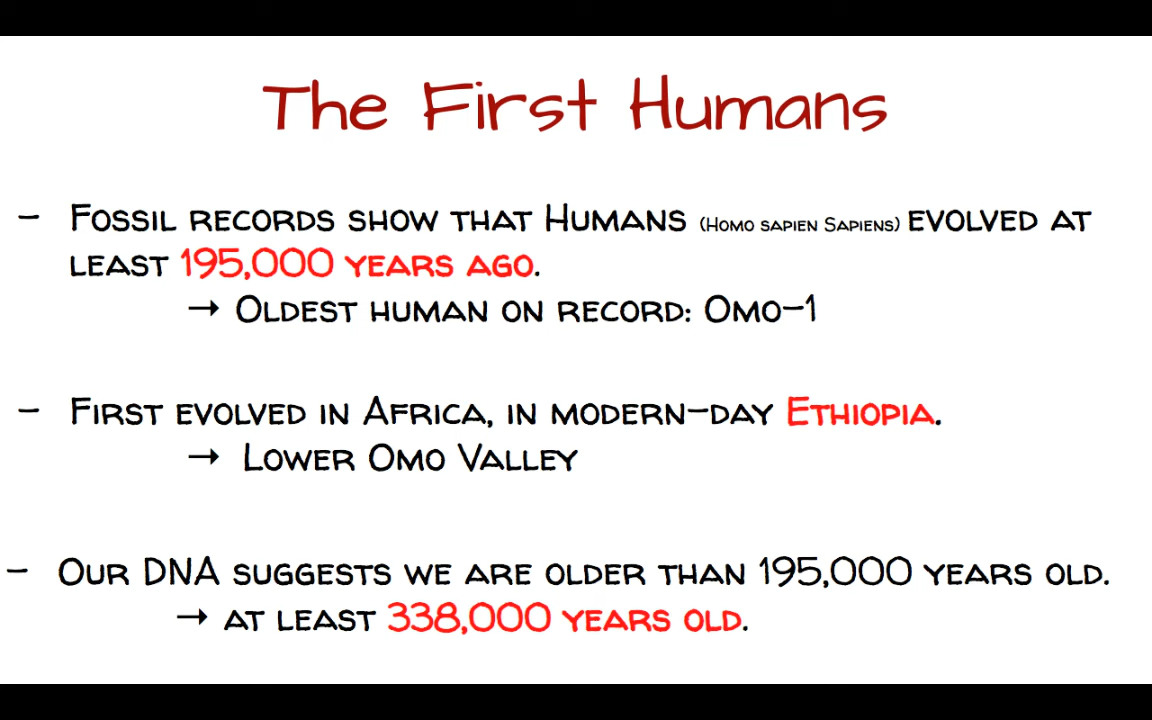 The First Humans
- Fossil records show that Humans (Homo sapien Sapiens) evolved at
least 195,000 years ago.
→ Oldest human on record: Omo-1
- First evolved in Africa, in modern-day Ethiopia.
→ Lower Omo Valley
- Our DNA suggests we are older than 195,000 years old.
→ at least 338,000 years old.